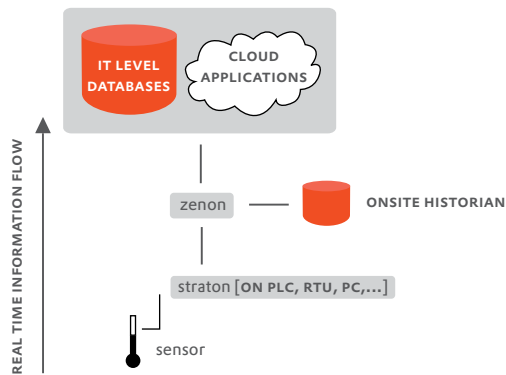 IT LEVEL
DATABASES
CLOUD
APPLICATIONS
REAL TIME INFORMATION FLOW
zenon
ONSITE HISTORIAN
straton [ON PLC, RTU, PC,...]
sensor